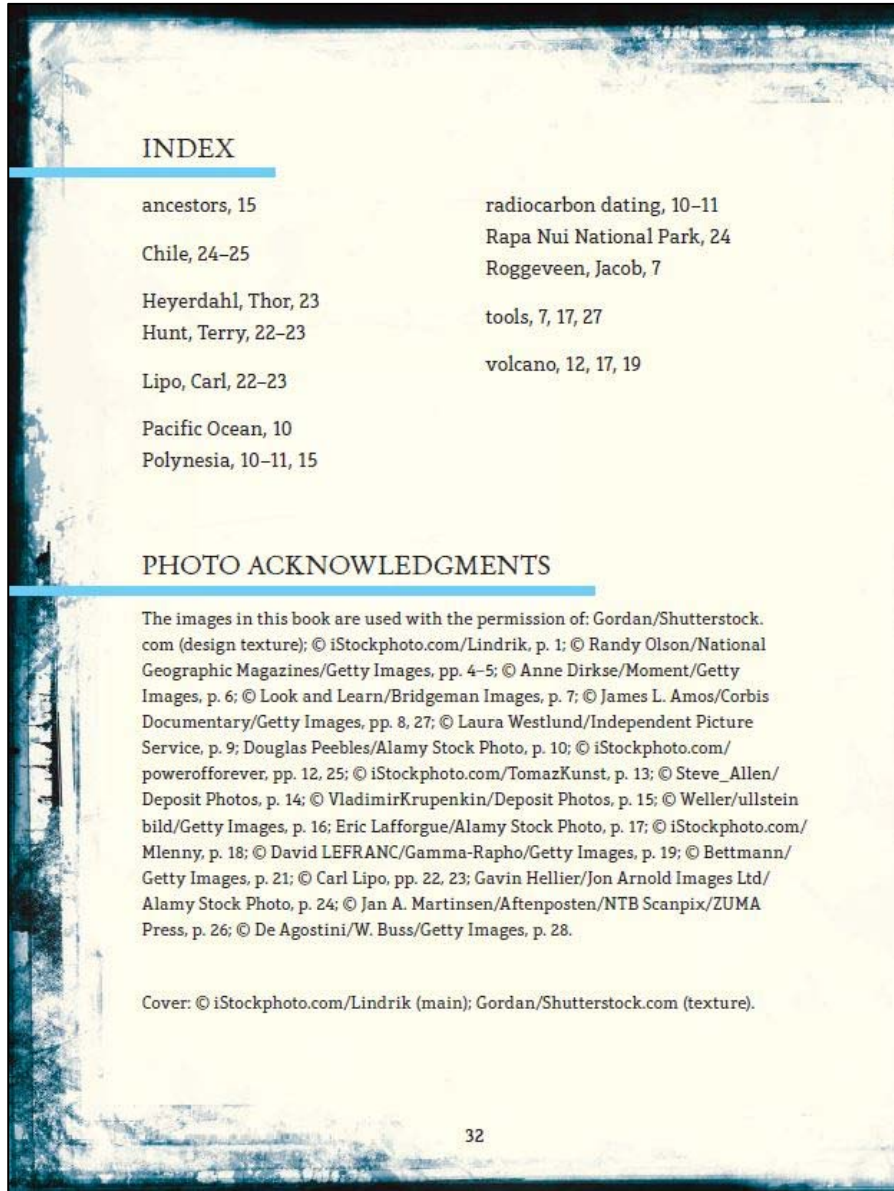 INDEX
ancestors, 15
Chile, 24–25
Heyerdahl, Thor, 23
Hunt, Terry, 22–23
Lipo, Carl, 22–23
Pacific Ocean, 10
Polynesia, 10–11, 15
radiocarbon dating, 10–11
Rapa Nui National Park, 24
Roggeveen, Jacob, 7
tools, 7, 17, 27
volcano, 12, 17, 19
PHOTO ACKNOWLEDGMENTS
The images in this book are used with the permission of: Gordan/Shutterstock.
com (design texture); © iStockphoto.com/Lindrik, p. 1; © Randy Olson/National
Geographic Magazines/Getty Images, pp. 4–5; © Anne Dirkse/Moment/Getty
Images, p. 6; © Look and Learn/Bridgeman Images, p. 7; © James L. Amos/Corbis
Documentary/Getty Images, pp. 8, 27; © Laura Westlund/Independent Picture
Service, p. 9; Douglas Peebles/Alamy Stock Photo, p. 10; © iStockphoto.com/
powerofforever, pp. 12, 25; © iStockphoto.com/TomazKunst, p. 13; © Steve_Allen/
Deposit Photos, p. 14; © VladimirKrupenkin/Deposit Photos, p. 15; © Weller/ullstein
bild/Getty Images, p. 16; Eric Lafforgue/Alamy Stock Photo, p. 17; © iStockphoto.com/
Mlenny, p. 18; © David LEFRANC/Gamma-Rapho/Getty Images, p. 19; © Bettmann/
Getty Images, p. 21; © Carl Lipo, pp. 22, 23; Gavin Hellier/Jon Arnold Images Ltd/
Alamy Stock Photo, p. 24; © Jan A. Martinsen/Aftenposten/NTB Scanpix/ZUMA
Press, p. 26; © De Agostini/W. Buss/Getty Images, p. 28.
Cover: © iStockphoto.com/Lindrik (main); Gordan/Shutterstock.com (texture).
32